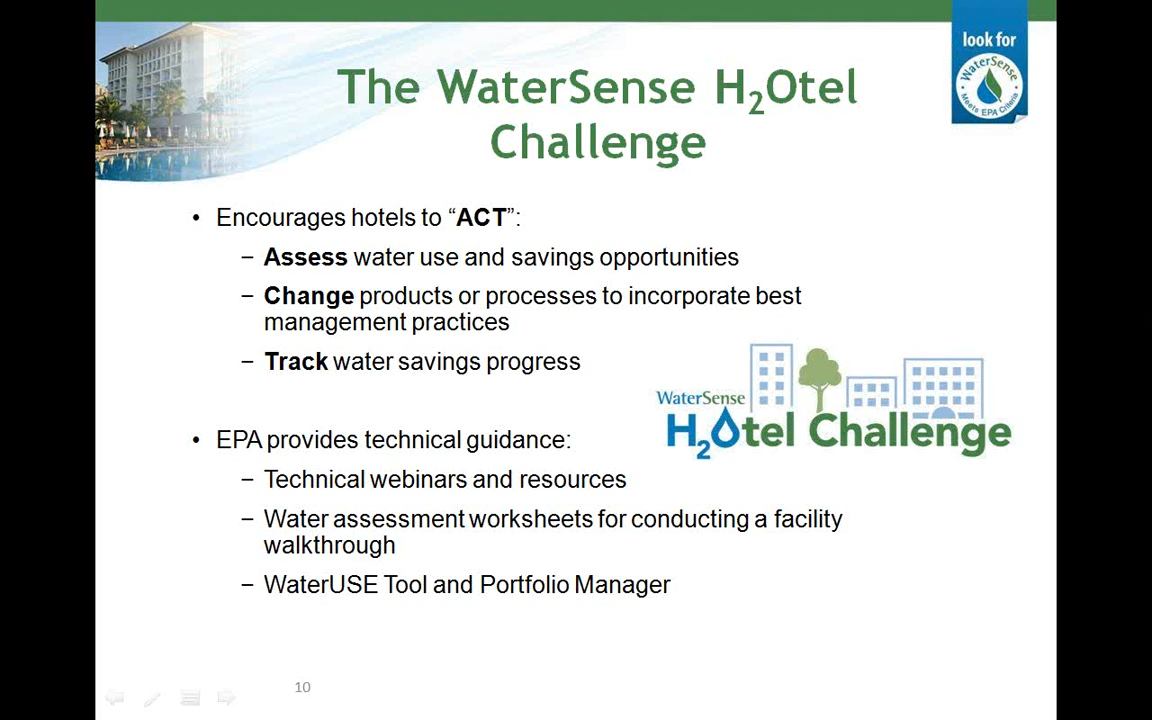 look for
WaterSense
Meets EPA Criteria
The WaterSense H2Otel
Challenge
• Encourages hotels to “ACT”:
– Assess water use and savings opportunities
– Change products or processes to incorporate best
management practices
– Track water savings progress
WaterSense
H2Otel Challenge
• EPA provides technical guidance:
– Technical webinars and resources
– Water assessment worksheets for conducting a facility
walkthrough
– WaterUSE Tool and Portfolio Manager
10